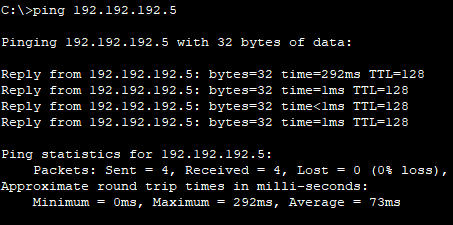 C:\>ping 192.192.192.5
Pinging 192.192.192.5 with 32 bytes of data:
Reply from 192.192.192.5: bytes=32 time=292ms TTL=128
Reply from 192.192.192.5: bytes=32 time=1ms TTL=128
Reply from 192.192.192.5: bytes=32 time<1ms TTL=128
Reply from 192.192.192.5: bytes=32 time=1ms TTL=128
Ping statistics for 192.192.192.5:
    Packets: Sent = 4, Received = 4, Lost = 0 (0% loss),
Approximate round trip times in milli-seconds:
    Minimum = 0ms, Maximum = 292ms, Average = 73ms